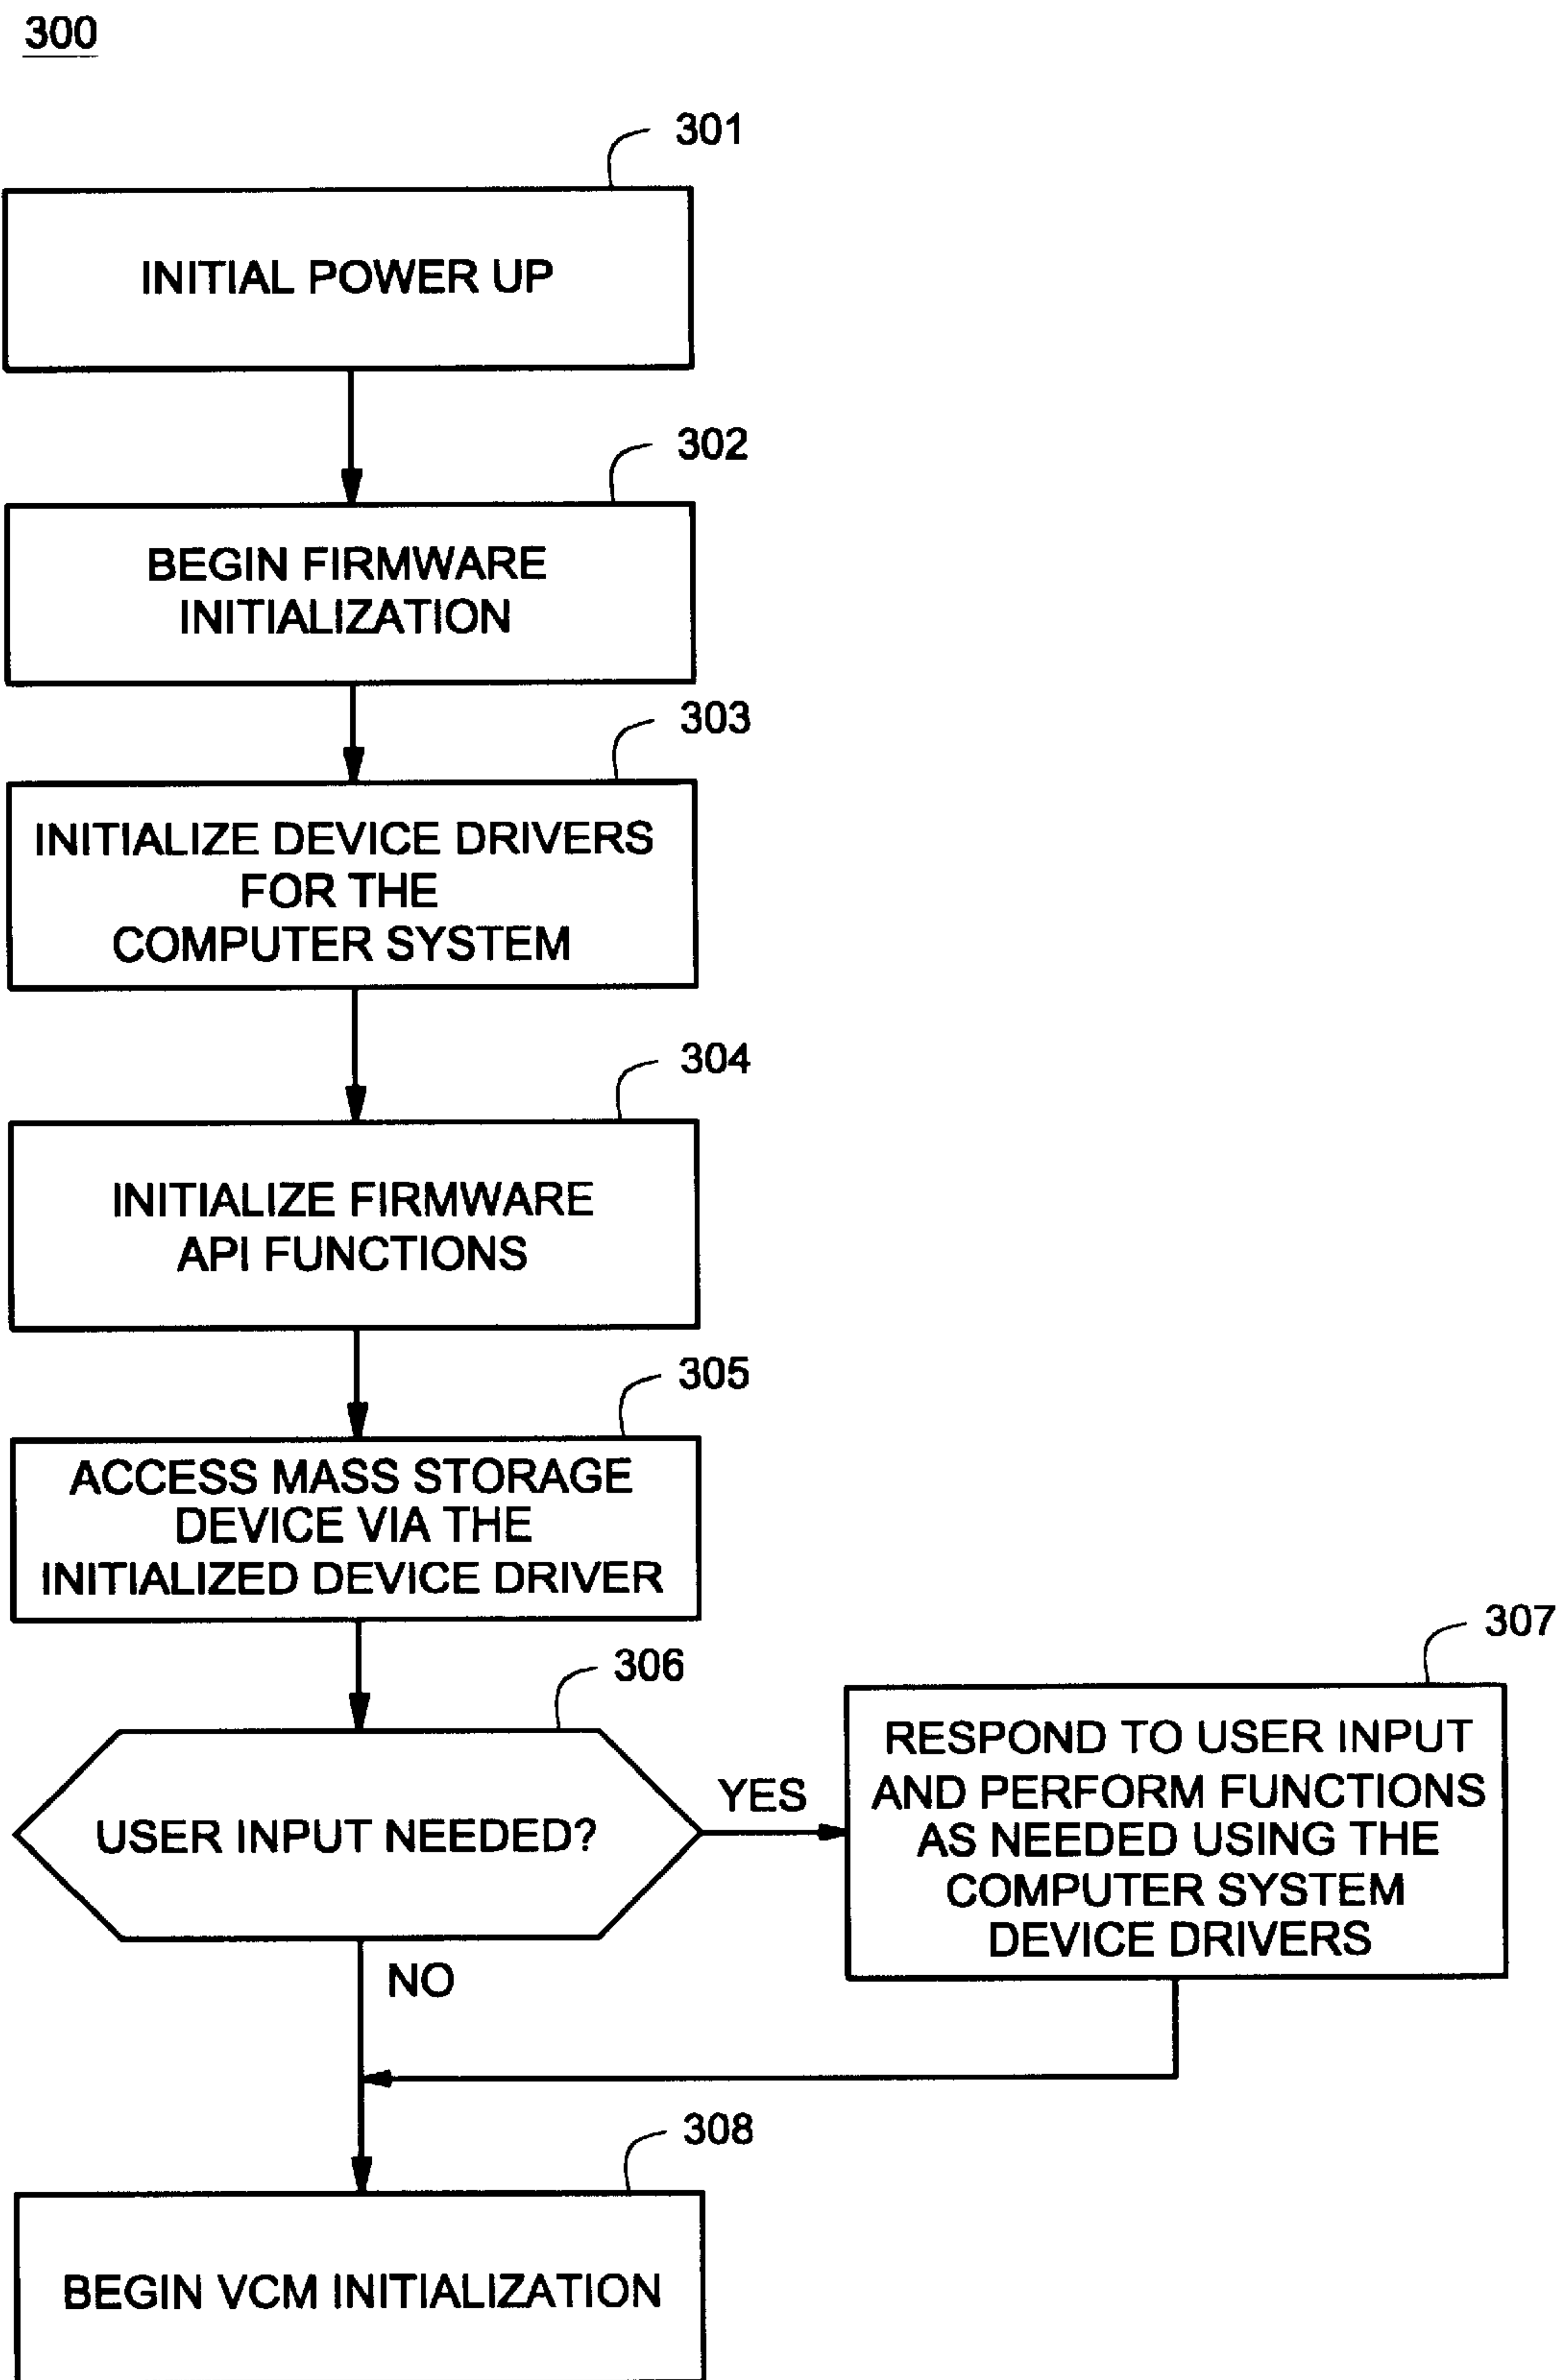 300
301
INITIAL POWER UP
302
BEGIN FIRMWARE
INITIALIZATION
303
INITIALIZE DEVICE DRIVERS
FOR THE
COMPUTER SYSTEM
304
INITIALIZE FIRMWARE
API FUNCTIONS
305
ACCESS MASS STORAGE
DEVICE VIA THE
INITIALIZED DEVICE DRIVER
306
USER INPUT NEEDED?
YES
307
RESPOND TO USER INPUT
AND PERFORM FUNCTIONS
AS NEEDED USING THE
COMPUTER SYSTEM
DEVICE DRIVERS
NO
308
BEGIN VCM INITIALIZATION